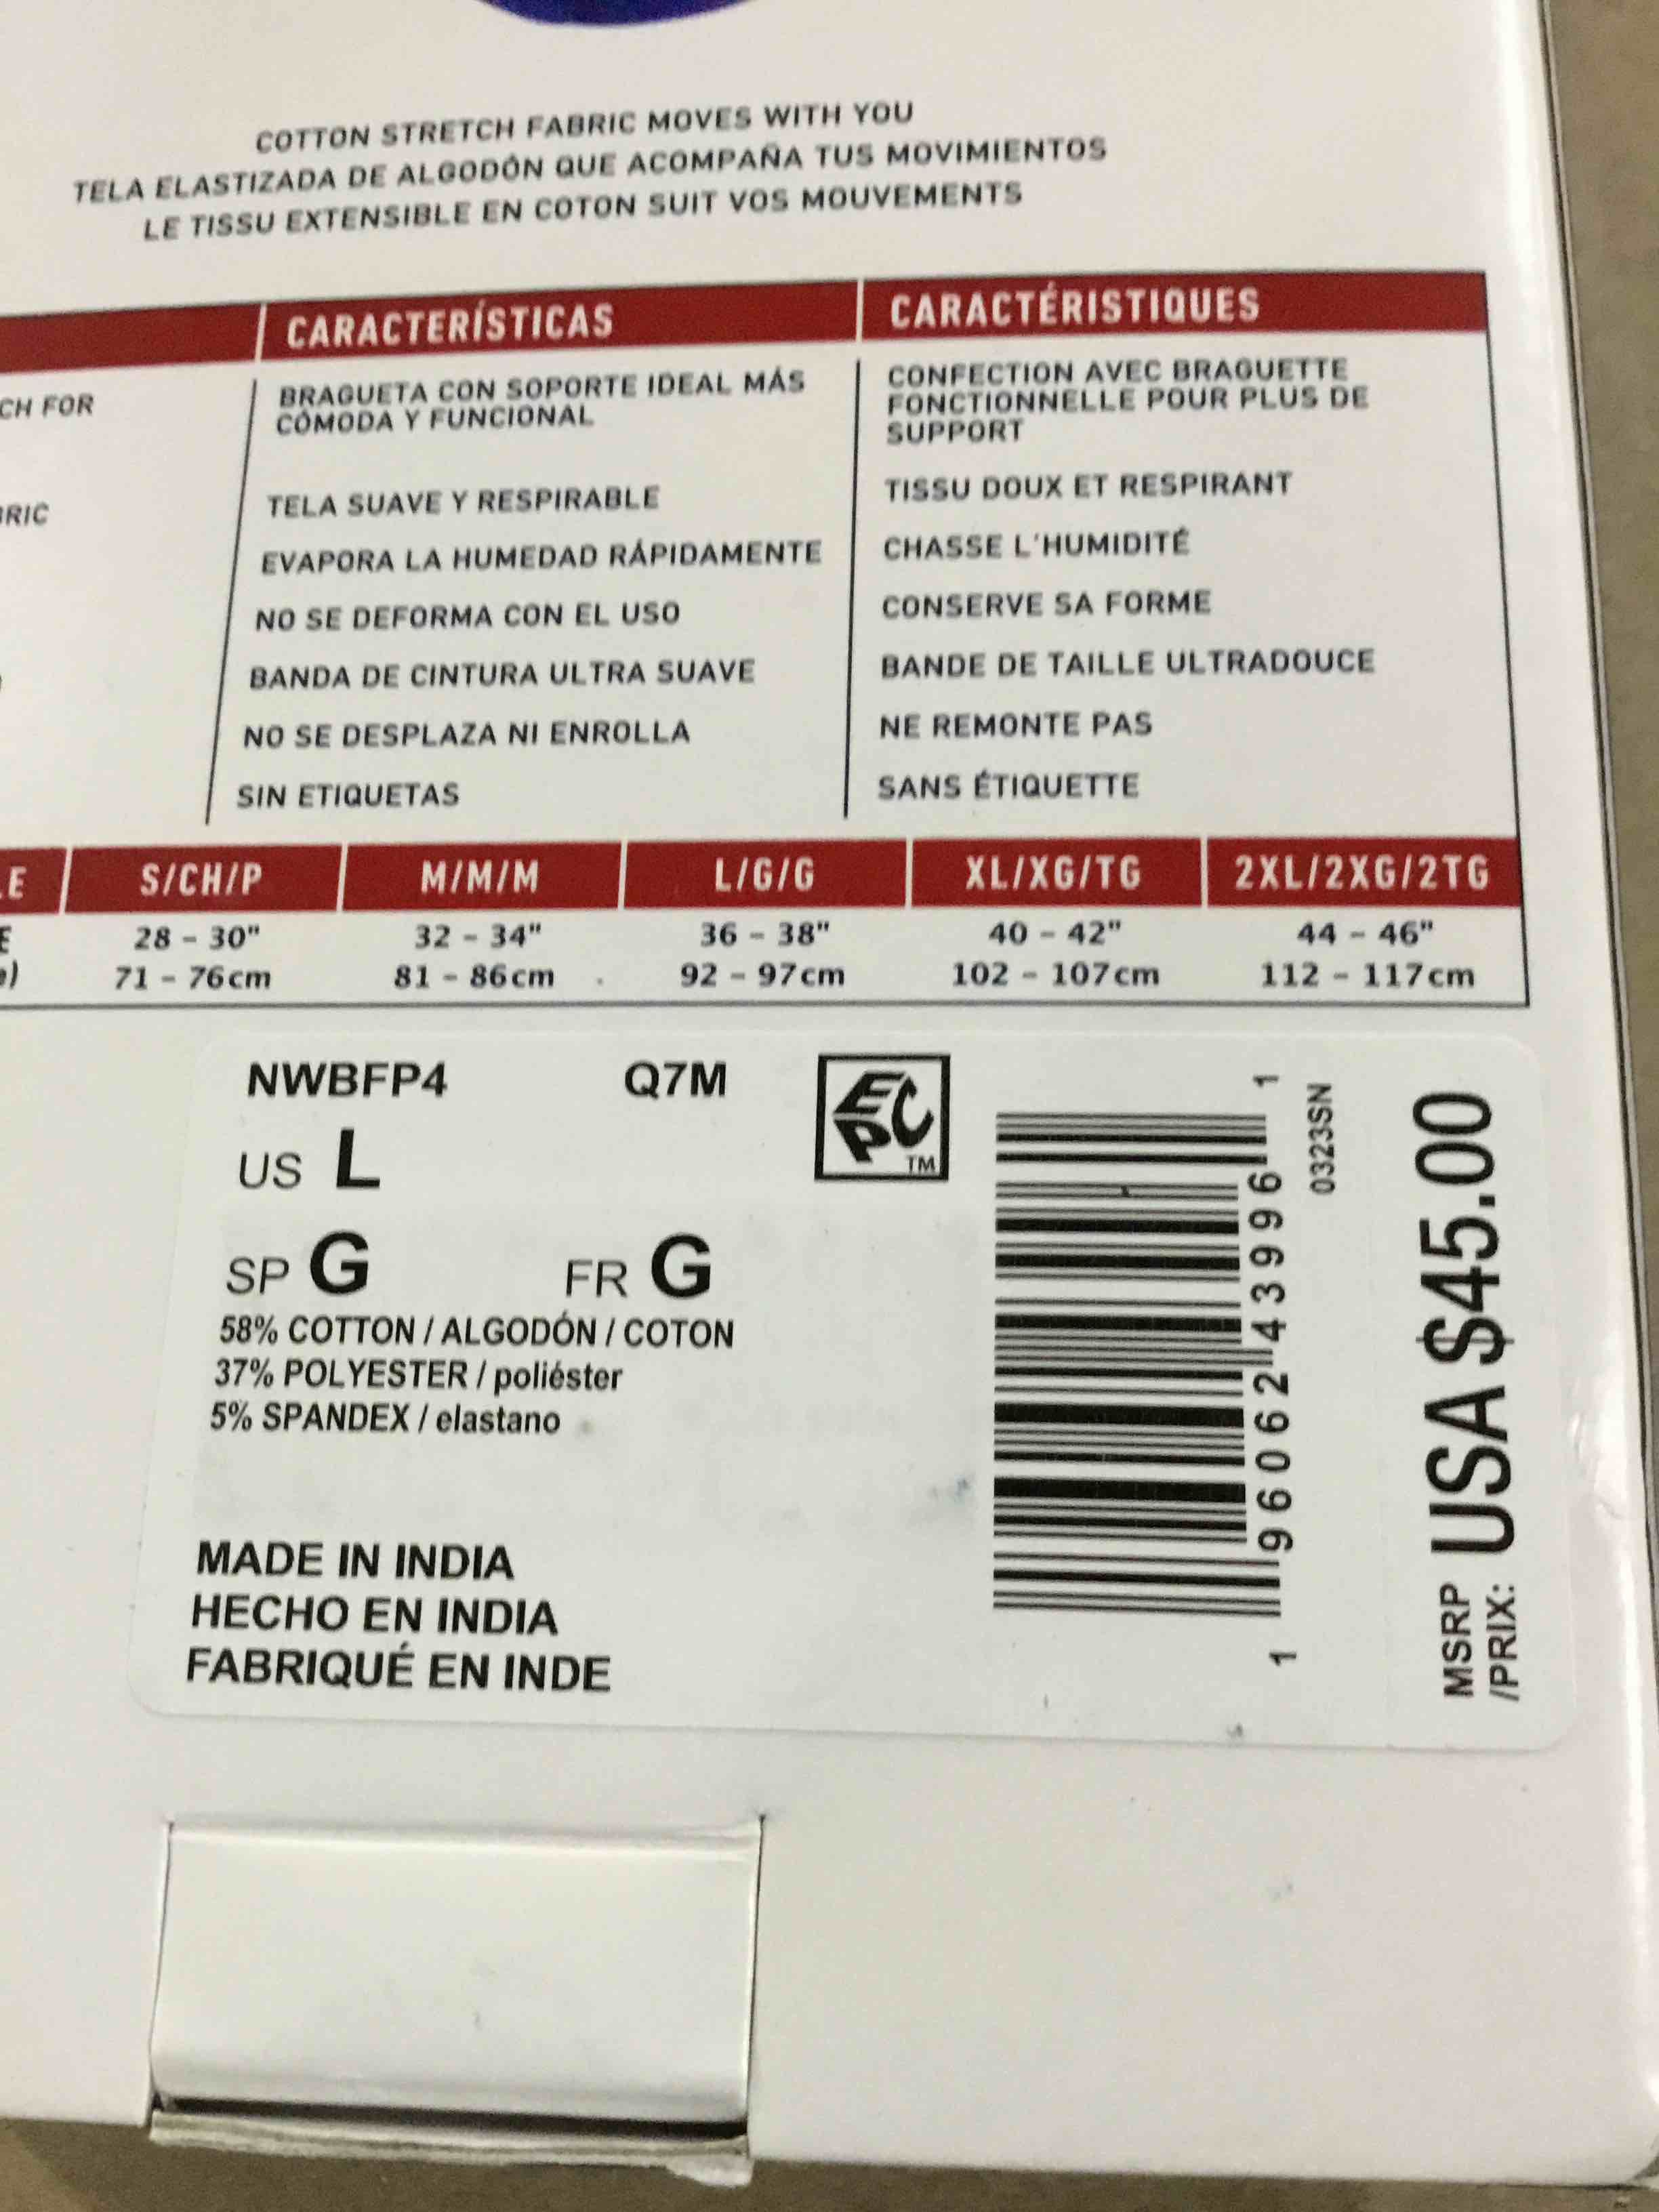 COTTON STRETCH FABRIC MOVES WITH YOU
TELA ELASTIZADA DE ALGODÓN QUE ACOMPAÑA TUS MOVIMIENTOS
LE TISSU EXTENSIBLE EN COTON SUIT VOS MOUVEMENTS
CARACTERÍSTICAS
CARACTÉRISTIQUES
CH FOR
BRIC
BRAGUETA CON SOPORTE IDEAL MÁS
CÓMODA Y FUNCIONAL
TELA SUAVE Y RESPIRABLE
EVAPORA LA HUMEDAD RÁPIDAMENTE
NO SE DEFORMA CON EL USO
BANDA DE CINTURA ULTRA SUAVE
NO SE DESPLAZA NI ENROLLA
SIN ETIQUETAS
CONFECTION AVEC BRAGUETTE
FONCTIONNELLE POUR PLUS DE
SUPPORT
TISSU DOUX ET RESPIRANT
CHASSE L'HUMIDITÉ
CONSERVE SA FORME
BANDE DE TAILLE ULTRADOUCE
NE REMONTE PAS
SANS ÉTIQUETTE
LE S/CH/P M/M/M L/G/G XL/XG/TG 2XL/2XG/2TG
E 28 - 30" 32 - 34" 36 - 38" 40 - 42" 44 - 46"
) 71 - 76cm 81 - 86cm 92 - 97cm 102 - 107cm 112 - 117cm
NWBFP4 Q7M
EPC TM
US L
SP G FR G
58% COTTON / ALGODÓN / COTON
37% POLYESTER / poliéster
5% SPANDEX / elastano
MADE IN INDIA
HECHO EN INDIA
FABRIQUÉ EN INDE
1 96062 43996 1
0323SN
MSRP
/PRIX: USA $45.00